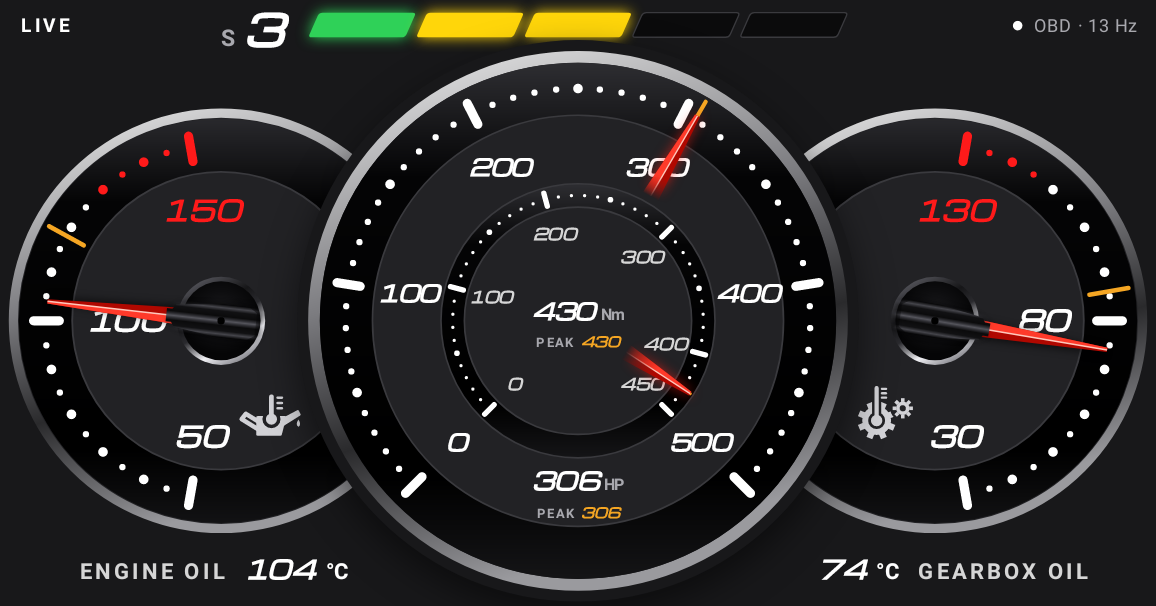 LIVE
S 3
OBD · 13 Hz
150
100
50
ENGINE OIL 104 °C
200
300
100
400
0
500
200
300
100
400
0
450
430 Nm
PEAK 430
306 HP
PEAK 306
130
80
30
74 °C GEARBOX OIL